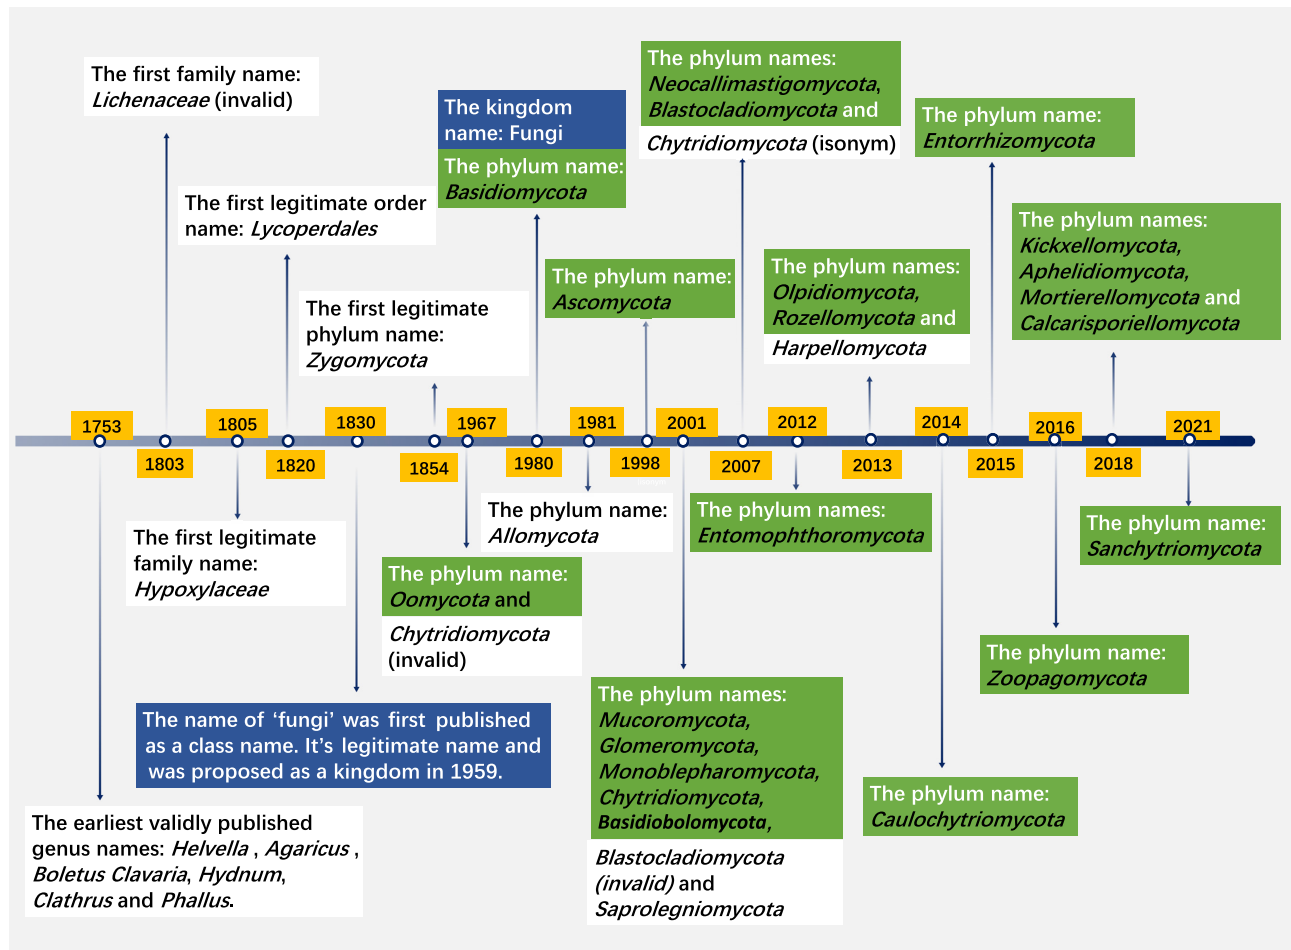 The first family name:
Lichenaceae (invalid)
The first legitimate order
name: Lycoperdales
The first legitimate
phylum name:
Zygomycota
The kingdom
name: Fungi
The phylum name:
Basidiomycota
The phylum name:
Ascomycota
The phylum names:
Neocallimastigomycota,
Blastocladiomycota and
Chytridiomycota (isonym)
The phylum names:
Olpidiomycota,
Rozellomycota and
Harpellomycota
The phylum name:
Entorrhizomycota
The phylum names:
Kickxellomycota,
Aphelidiomycota,
Mortierellomycota and
Calcarisporiellomycota
1753
1803
1805
1820
1830
1854
1967
1980
1981
1998
2001
2007
2012
2013
2014
2015
2016
2018
2021
The earliest validly published
genus names: Helvella , Agaricus ,
Boletus Clavaria, Hydnum,
Clathrus and Phallus.
The first legitimate
family name:
Hypoxylaceae
The name of ‘fungi’ was first published
as a class name. It’s legitimate name and
was proposed as a kingdom in 1959.
The phylum name:
Oomycota and
Chytridiomycota
(invalid)
The phylum name:
Allomycota
The phylum names:
Mucoromycota,
Glomeromycota,
Monoblepharomycota,
Chytridiomycota,
Basidiobolomycota,
Blastocladiomycota
(invalid) and
Saprolegniomycota
The phylum names:
Entomophthoromycota
The phylum name:
Caulochytriomycota
The phylum name:
Zoopagomycota
The phylum name:
Sanchytriomycota